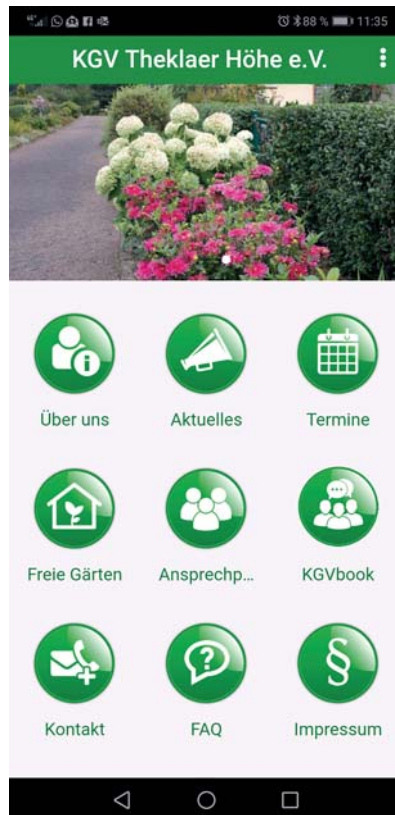 88 % 11:35
KGV Theklaer Höhe e.V.
Über uns Aktuelles Termine
Freie Gärten Ansprechp... KGVbook
Kontakt FAQ Impressum